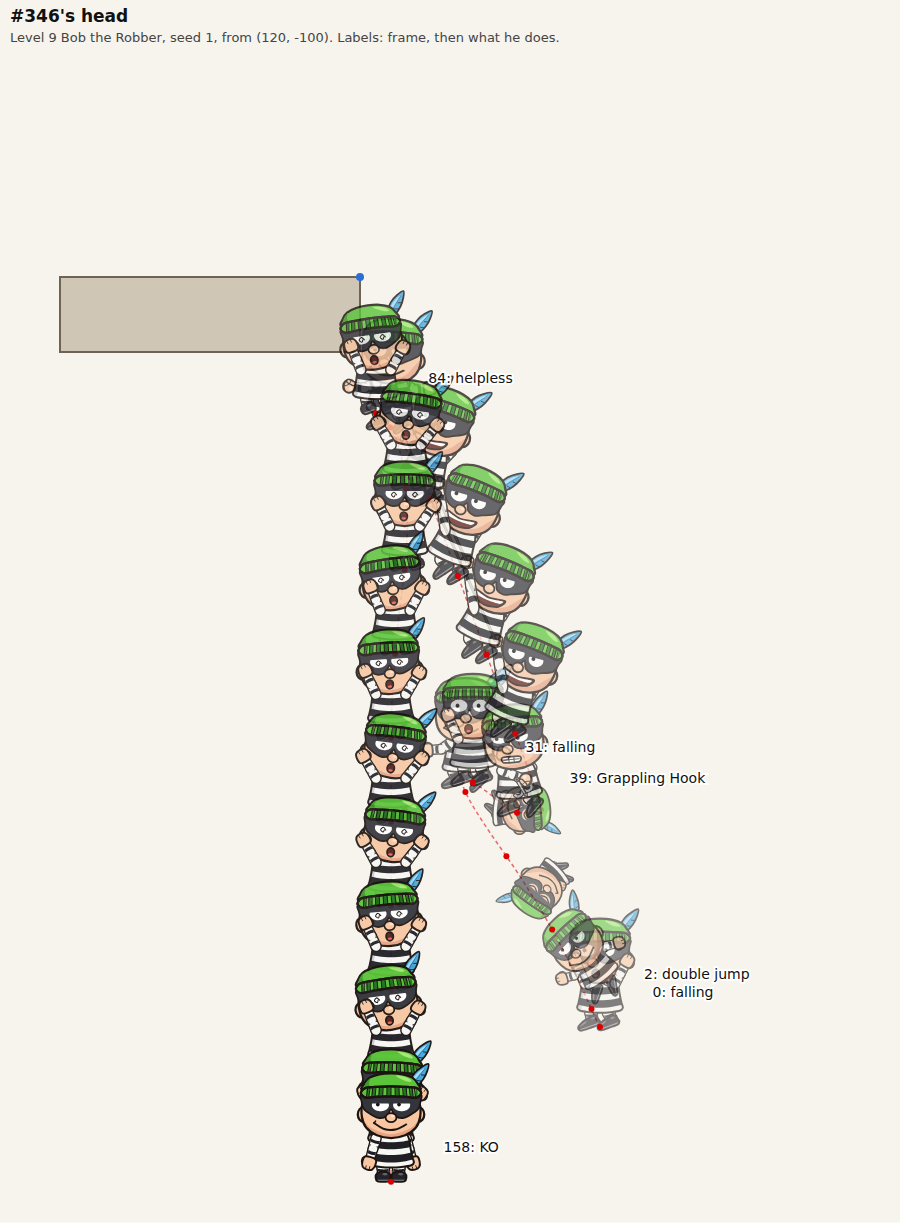 #346's head
Level 9 Bob the Robber, seed 1, from (120, -100). Labels: frame, then what he does.
84: helpless
31: falling
39: Grappling Hook
2: double jump
0: falling
158: KO